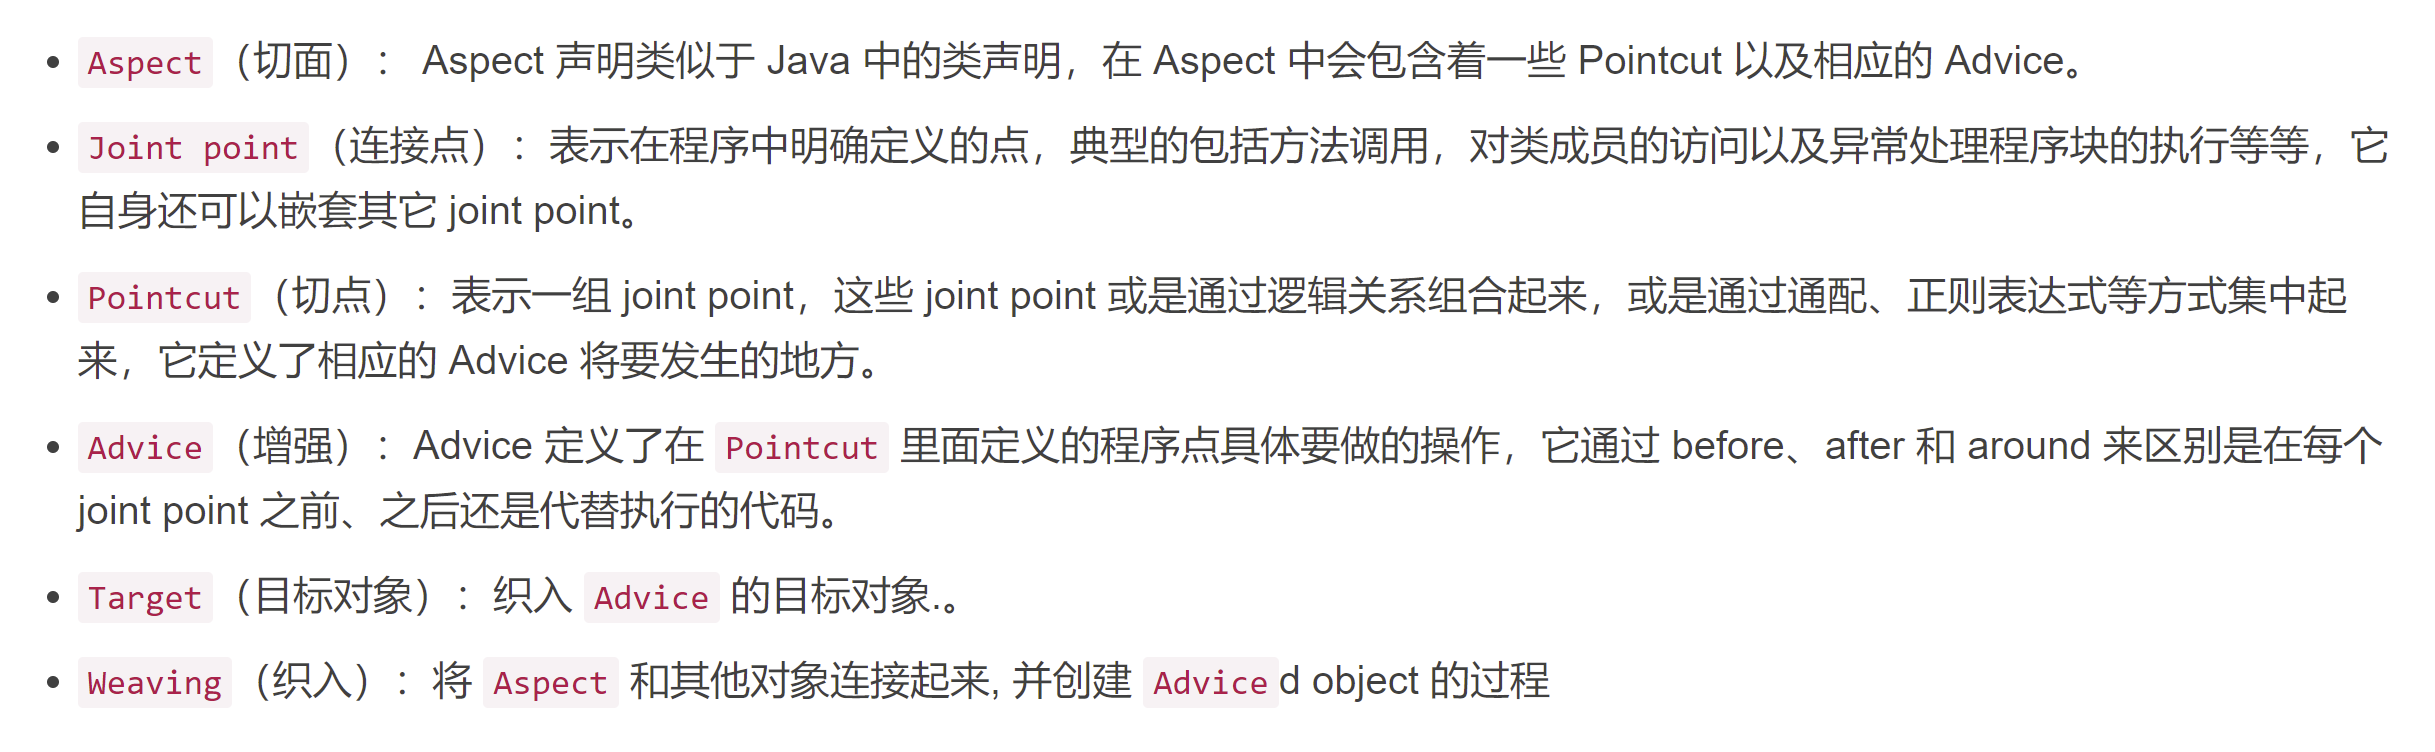 Aspect（切面）： Aspect 声明类似于 Java 中的类声明，在 Aspect 中会包含着一些 Pointcut 以及相应的 Advice。
Joint point（连接点）：表示在程序中明确定义的点，典型的包括方法调用，对类成员的访问以及异常处理程序块的执行等等，它
自身还可以嵌套其它 joint point。
Pointcut（切点）：表示一组 joint point，这些 joint point 或是通过逻辑关系组合起来，或是通过通配、正则表达式等方式集中起
来，它定义了相应的 Advice 将要发生的地方。
Advice（增强）：Advice 定义了在 Pointcut 里面定义的程序点具体要做的操作，它通过 before、after 和 around 来区别是在每个
joint point 之前、之后还是代替执行的代码。
Target（目标对象）：织入 Advice 的目标对象.。
Weaving（织入）：将 Aspect 和其他对象连接起来, 并创建 Adviced object 的过程